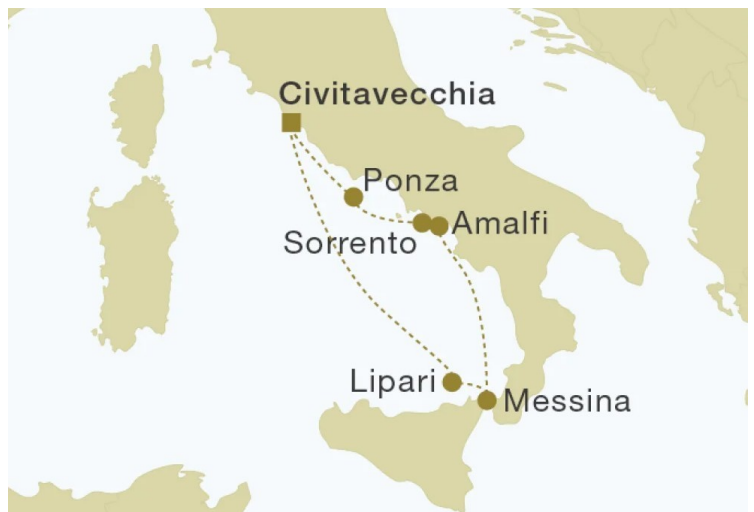 Civitavecchia
Ponza
Sorrento
Amalfi
Lipari
Messina